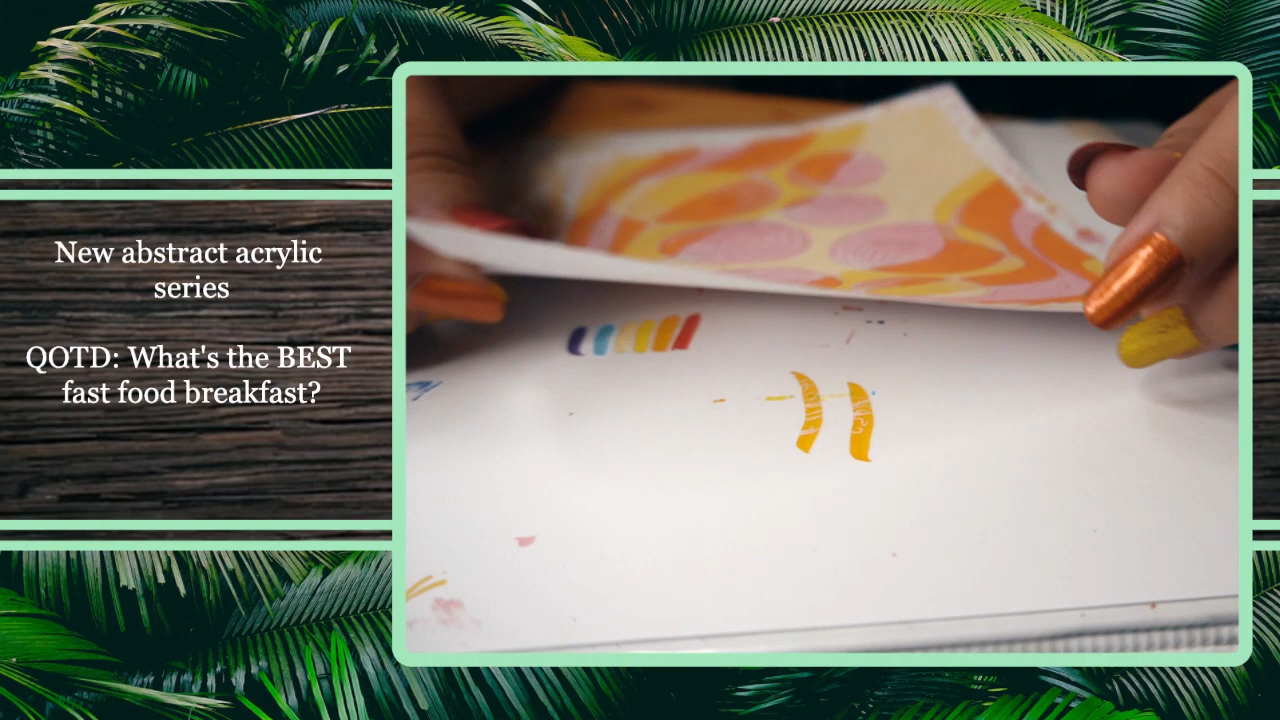 New abstract acrylic
series
QOTD: What's the BEST
fast food breakfast?